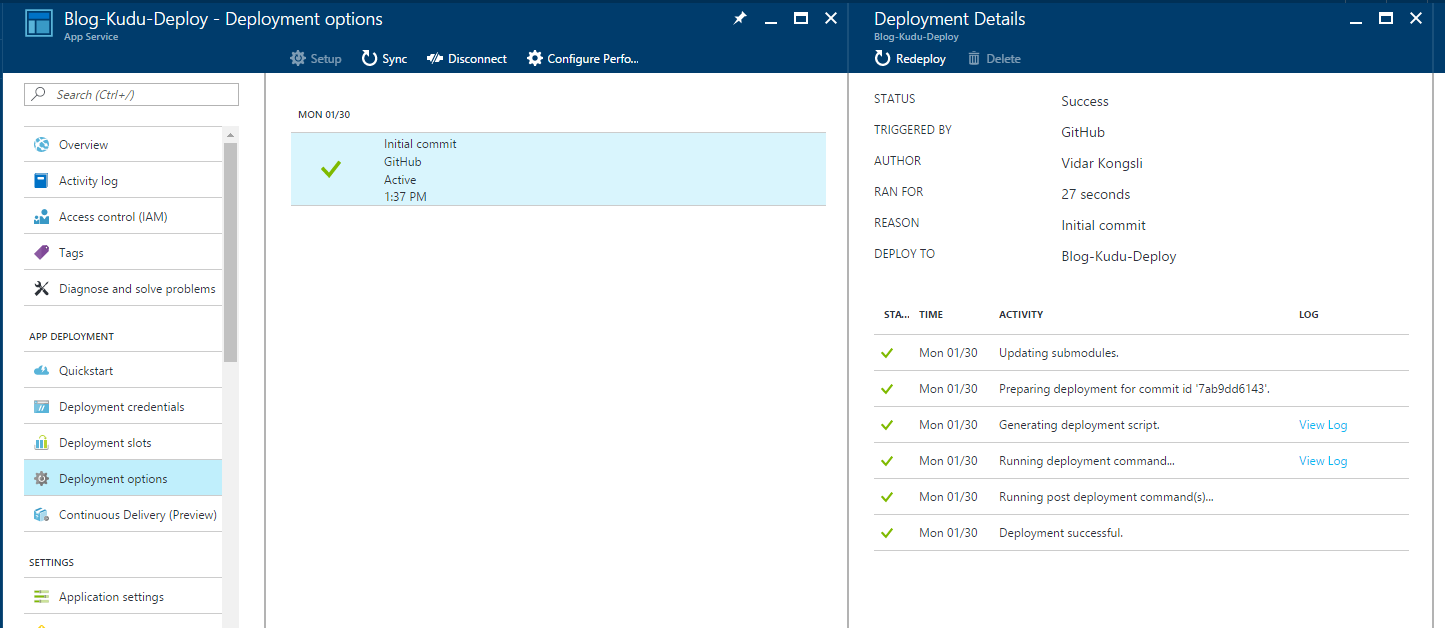 Blog-Kudu-Deploy - Deployment options
App Service
Setup
Sync
Disconnect
Configure Perfo...
Search (Ctrl+/)
Overview
Activity log
Access control (IAM)
Tags
Diagnose and solve problems
APP DEPLOYMENT
Quickstart
Deployment credentials
Deployment slots
Deployment options
Continuous Delivery (Preview)
SETTINGS
Application settings
MON 01/30
Initial commit
GitHub
Active
1:37 PM
Deployment Details
Blog-Kudu-Deploy
Redeploy
Delete
STATUS Success
TRIGGERED BY GitHub
AUTHOR Vidar Kongsli
RAN FOR 27 seconds
REASON Initial commit
DEPLOY TO Blog-Kudu-Deploy
STA... TIME ACTIVITY LOG
Mon 01/30 Updating submodules.
Mon 01/30 Preparing deployment for commit id '7ab9dd6143'.
Mon 01/30 Generating deployment script. View Log
Mon 01/30 Running deployment command... View Log
Mon 01/30 Running post deployment command(s)...
Mon 01/30 Deployment successful.